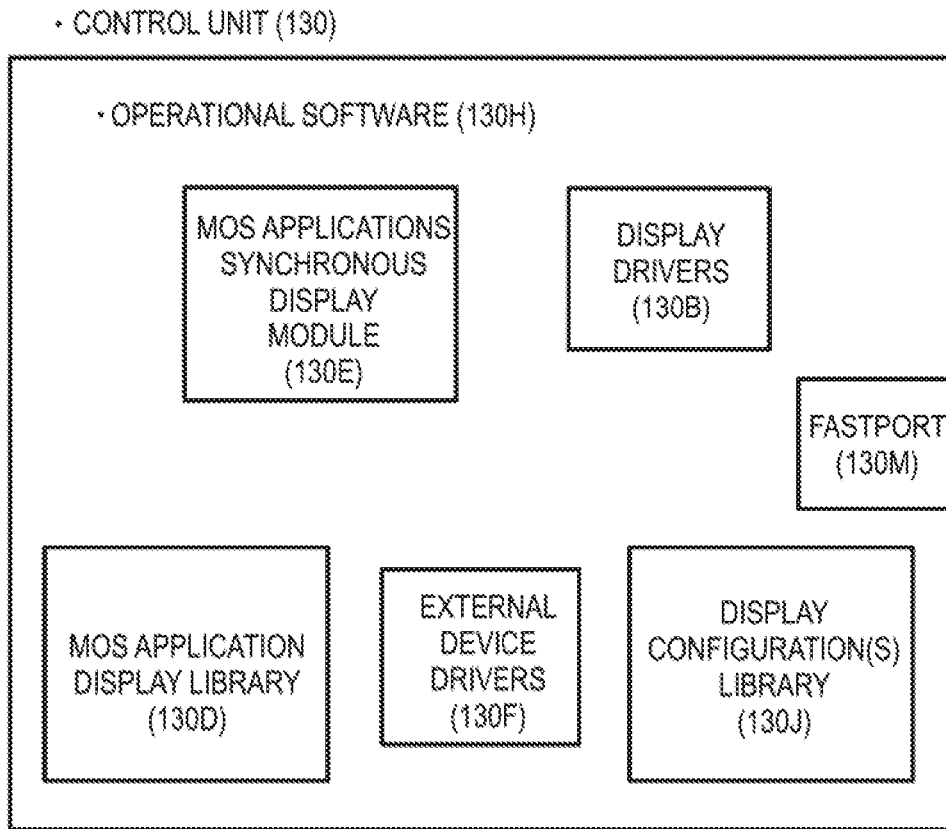 · CONTROL UNIT (130)
· OPERATIONAL SOFTWARE (130H)
MOS APPLICATIONS
SYNCHRONOUS
DISPLAY
MODULE
(130E)
DISPLAY
DRIVERS
(130B)
FASTPORT
(130M)
MOS APPLICATION
DISPLAY LIBRARY
(130D)
EXTERNAL
DEVICE
DRIVERS
(130F)
DISPLAY
CONFIGURATION(S)
LIBRARY
(130J)